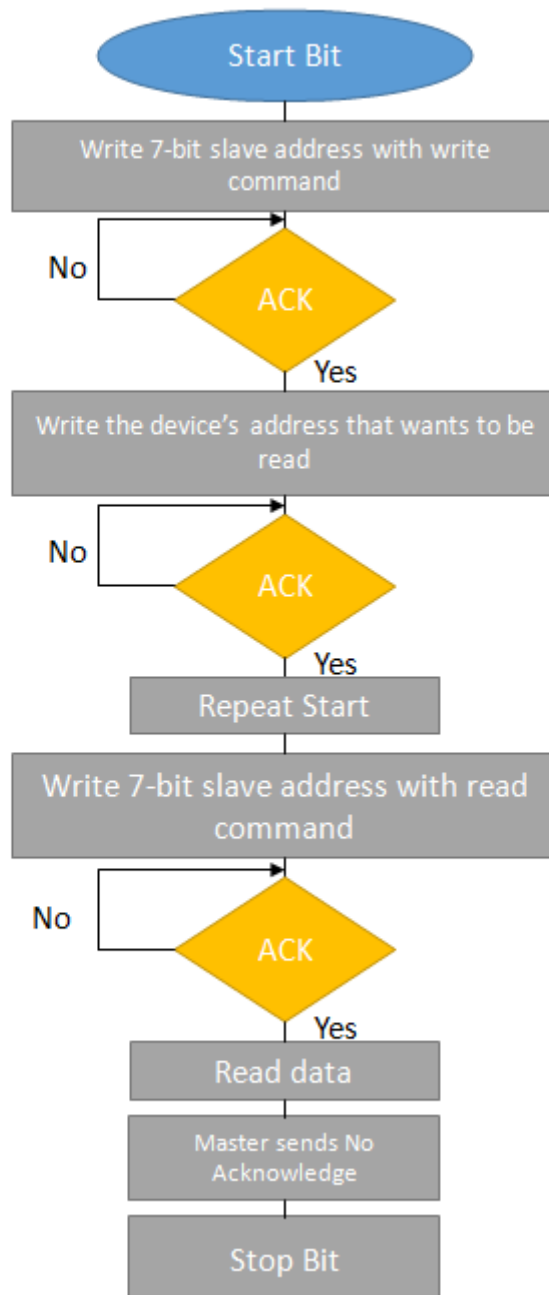 Start Bit
Write 7-bit slave address with write
command
No
ACK
Yes
Write the device's address that wants to be
read
No
ACK
Yes
Repeat Start
Write 7-bit slave address with read
command
No
ACK
Yes
Read data
Master sends No
Acknowledge
Stop Bit